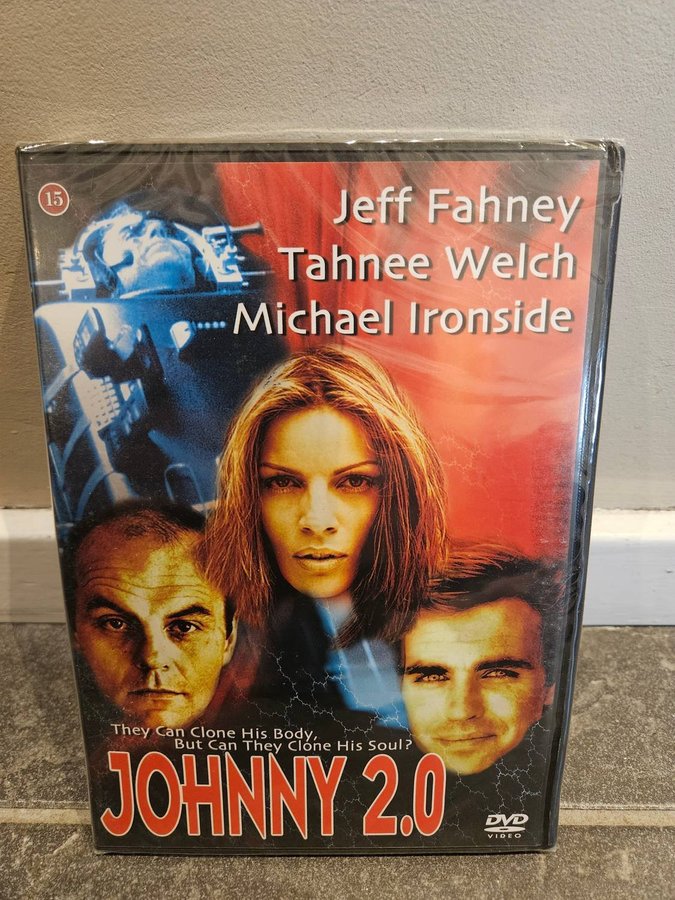 15
Jeff Fahney
Tahnee Welch
Michael Ironside
They Can Clone His Body,
But Can They Clone His Soul?
JOHNNY 2.0
DVD
VIDEO